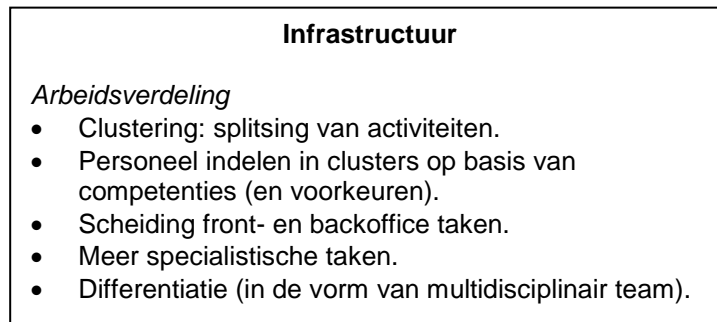 Infrastructuur
Arbeidsverdeling
• Clustering: splitsing van activiteiten.
• Personeel indelen in clusters op basis van
competenties (en voorkeuren).
• Scheiding front- en backoffice taken.
• Meer specialistische taken.
• Differentiatie (in de vorm van multidisciplinair team).